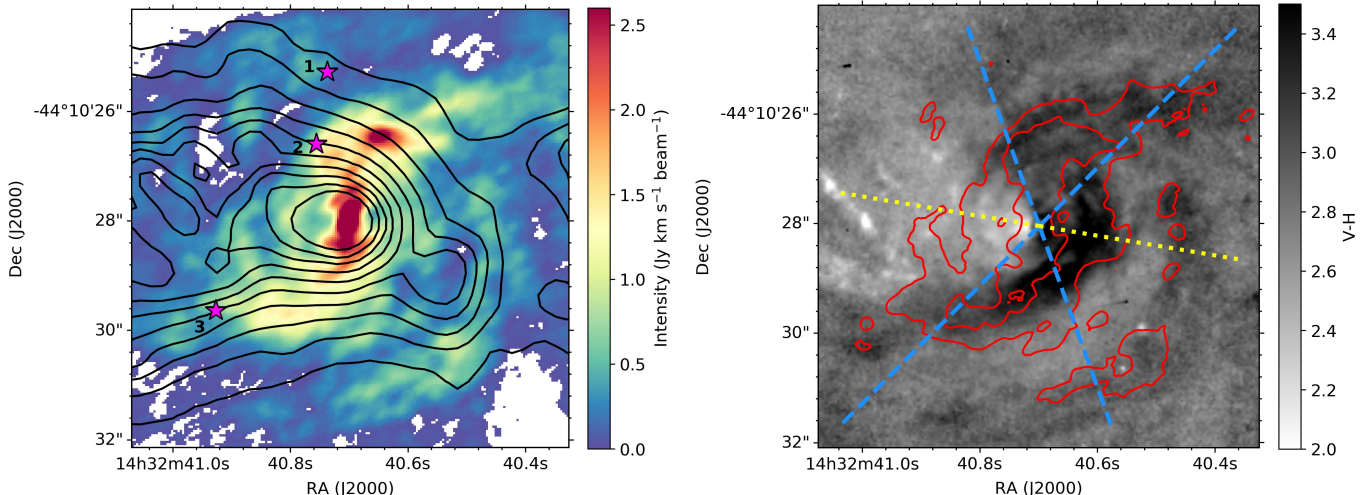 1
2
3
-44°10'26"
28"
30"
32"
14h32m41.0s
40.8s
40.6s
40.4s
RA (J2000)
Dec (J2000)
2.5
2.0
1.5
1.0
0.5
0.0
Intensity (Jy km s⁻¹ beam⁻¹)
-44°10'26"
28"
30"
32"
14h32m41.0s
40.8s
40.6s
40.4s
RA (J2000)
Dec (J2000)
3.4
3.2
3.0
2.8
2.6
2.4
2.2
2.0
V-H